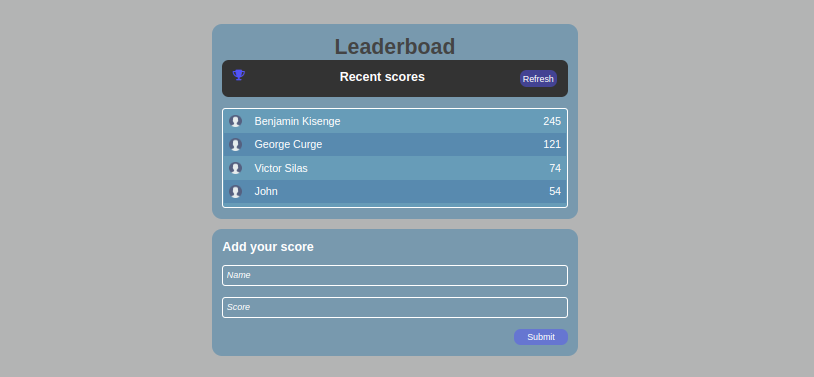 Leaderboad
Recent scores Refresh
Benjamin Kisenge 245
George Curge 121
Victor Silas 74
John 54
Add your score
Name
Score
Submit